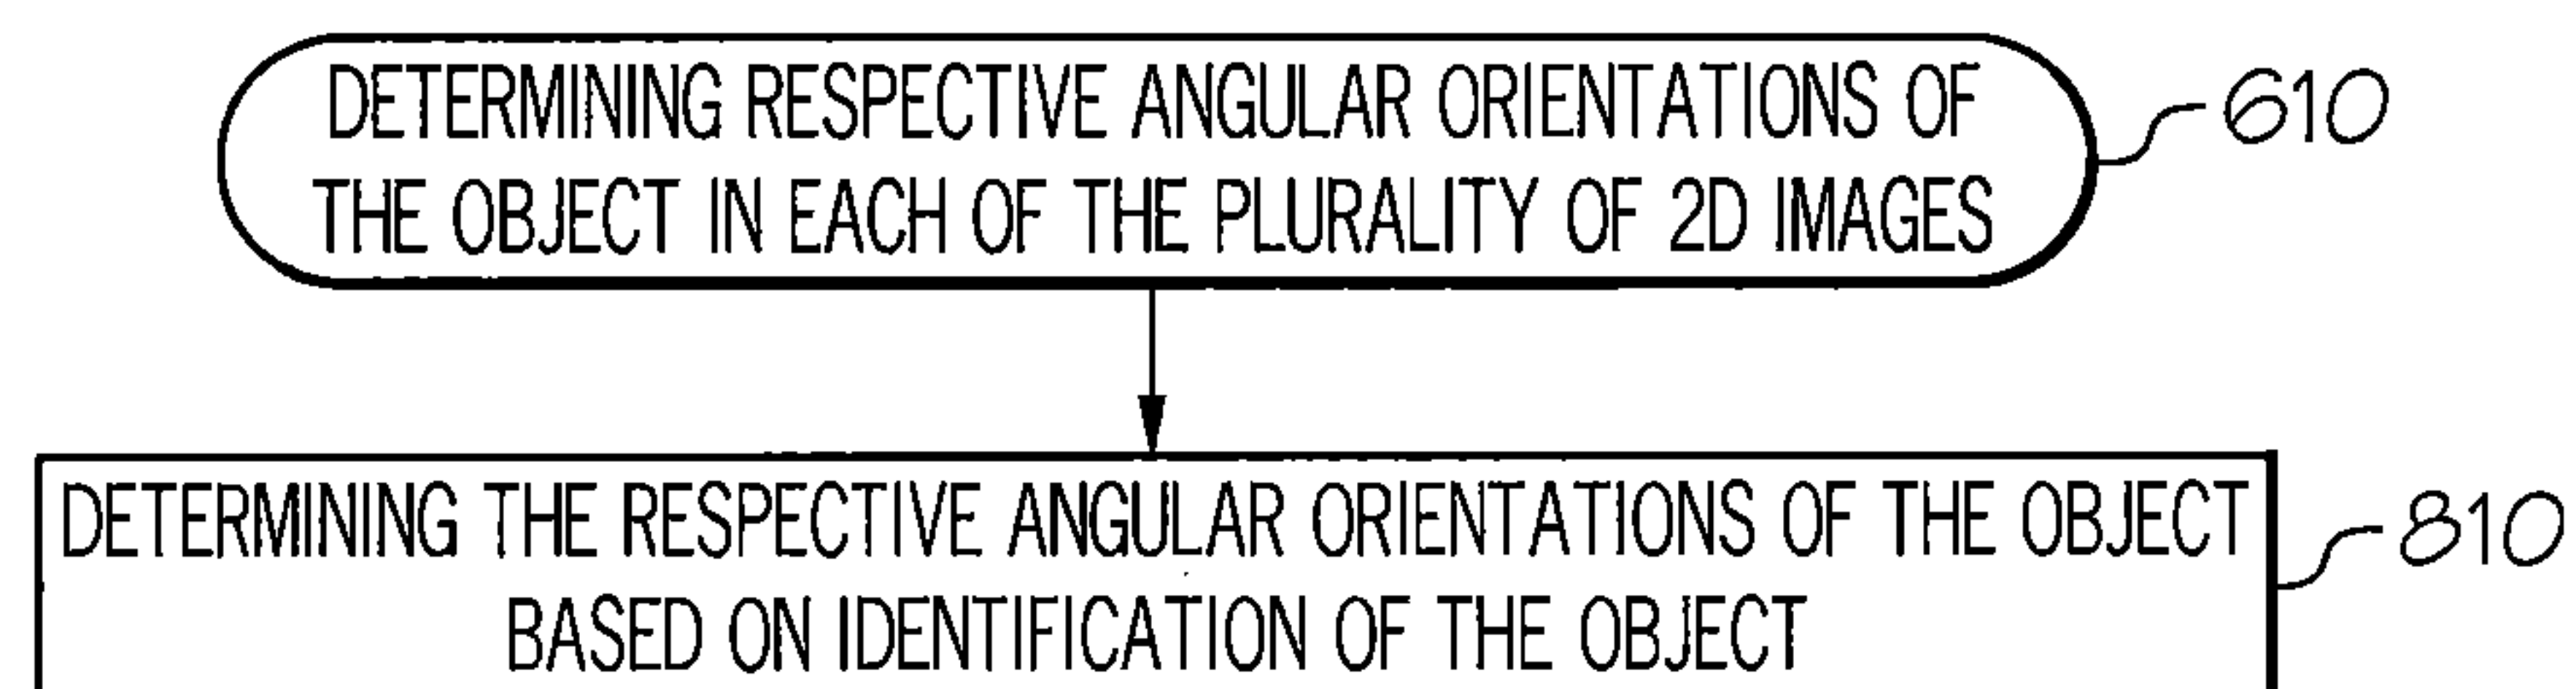 DETERMINING RESPECTIVE ANGULAR ORIENTATIONS OF
THE OBJECT IN EACH OF THE PLURALITY OF 2D IMAGES
610
DETERMINING THE RESPECTIVE ANGULAR ORIENTATIONS OF THE OBJECT
BASED ON IDENTIFICATION OF THE OBJECT
810